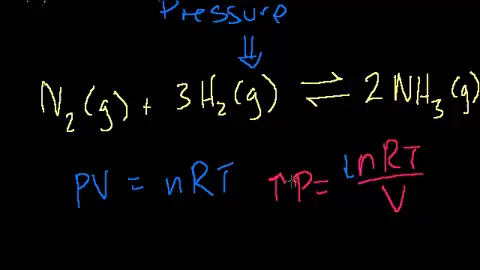 Pressure
⇓
N₂(g) + 3H₂(g) ⇌ 2NH₃(g)
PV = nRT ↑P = ↓nRT/V